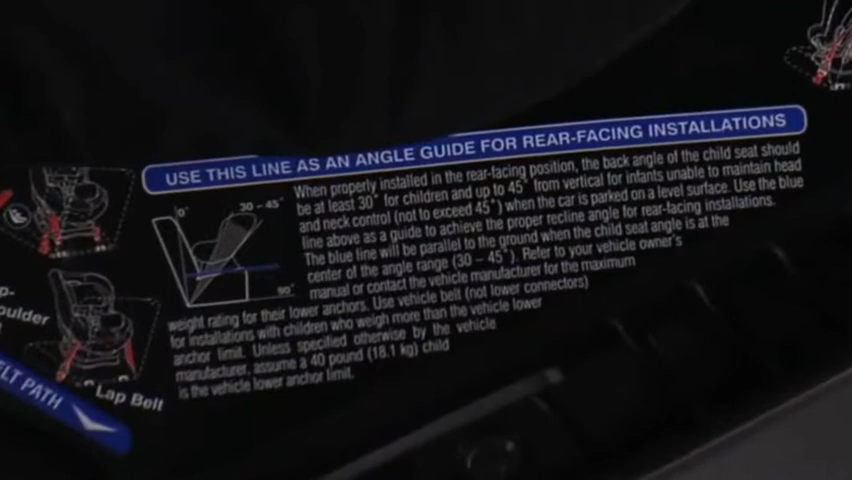 USE THIS LINE AS AN ANGLE GUIDE FOR REAR-FACING INSTALLATIONS
When properly installed in the rear-facing position, the back angle of the child seat should
be at least 30˚ for children and up to 45˚ from vertical for infants unable to maintain head
and neck control (not to exceed 45˚) when the car is parked on a level surface. Use the blue
line above as a guide to achieve the proper recline angle for rear-facing installations.
The blue line will be parallel to the ground when the child seat angle is at the
center of the angle range (30 – 45˚). Refer to your vehicle owner's
manual or contact the vehicle manufacturer for the maximum
weight rating for their lower anchors. Use vehicle belt (not lower connectors)
for installations with children who weigh more than the vehicle lower
anchor limit. Unless specified otherwise by the vehicle
manufacturer, assume a 40 pound (18.1 kg) child
is the vehicle lower anchor limit.
0˚
30 – 45˚
90˚
p-
oulder
Lap Belt
ELT PATH